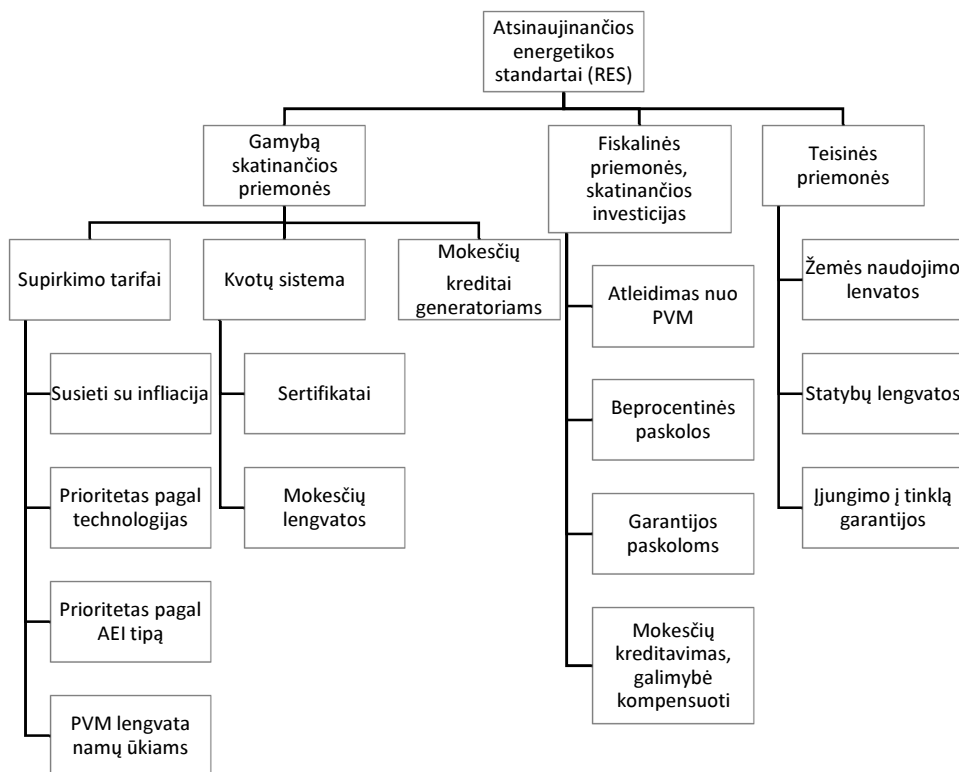 Atsinaujinančios
energetikos
standartai (RES)
Gamybą
skatinančios
priemonės
Fiskalinės
priemonės,
skatinančios
investicijas
Teisinės
priemonės
Supirkimo tarifai
Kvotų sistema
Mokesčių
kreditai
generatoriams
Susieti su infliacija
Prioritetas pagal
technologijas
Prioritetas pagal
AEI tipą
PVM lengvata
namų ūkiams
Sertifikatai
Mokesčių
lengvatos
Atleidimas nuo
PVM
Beprocentinės
paskolos
Garantijos
paskoloms
Mokesčių
kreditavimas,
galimybė
kompensuoti
Žemės naudojimo
lenvatos
Statybų lengvatos
Įjungimo į tinklą
garantijos